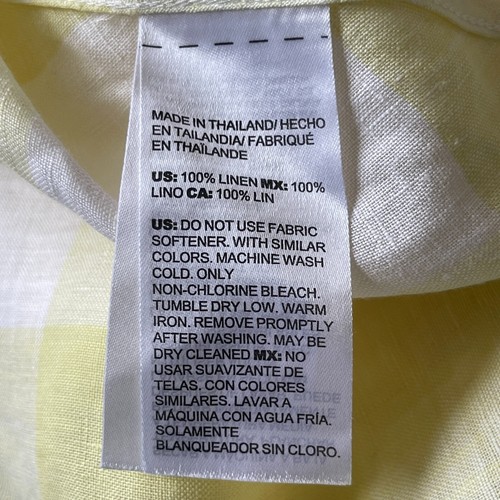 MADE IN THAILAND/ HECHO
EN TAILANDIA/ FABRIQUÉ
EN THAÏLANDE
US: 100% LINEN MX: 100%
LINO CA: 100% LIN
US: DO NOT USE FABRIC
SOFTENER. WITH SIMILAR
COLORS. MACHINE WASH
COLD. ONLY
NON-CHLORINE BLEACH.
TUMBLE DRY LOW. WARM
IRON. REMOVE PROMPTLY
AFTER WASHING. MAY BE
DRY CLEANED MX: NO
USAR SUAVIZANTE DE
TELAS. CON COLORES
SIMILARES. LAVAR A
MÁQUINA CON AGUA FRÍA.
SOLAMENTE
BLANQUEADOR SIN CLORO.